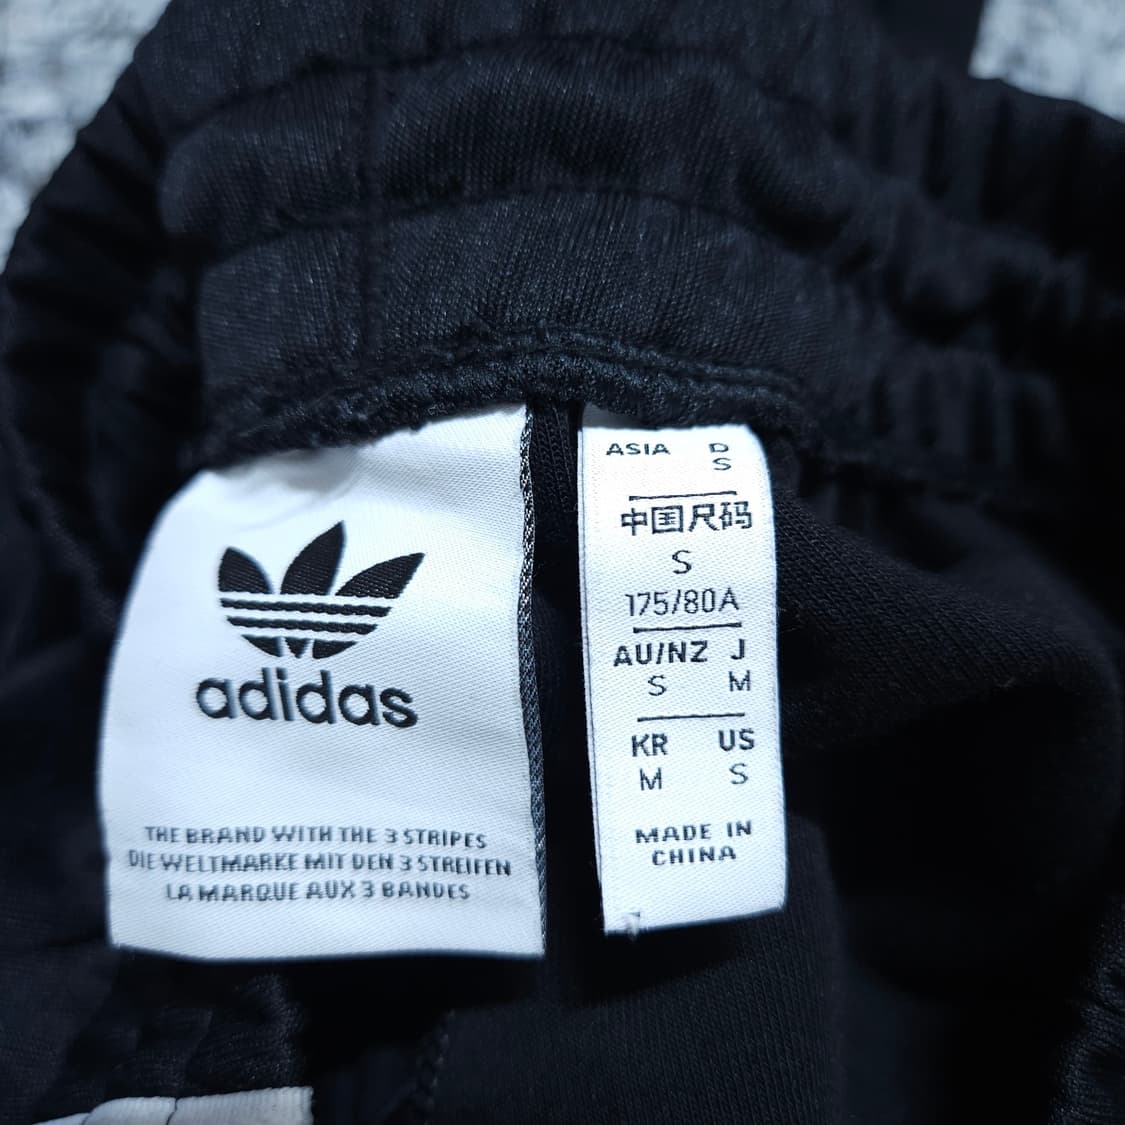 adidas
THE BRAND WITH THE 3 STRIPES
DIE WELTMARKE MIT DEN 3 STREIFEN
LA MARQUE AUX 3 BANDES
ASIA D
S
中国尺码
S
175/80A
AU/NZ J
S M
KR US
M S
MADE IN
CHINA